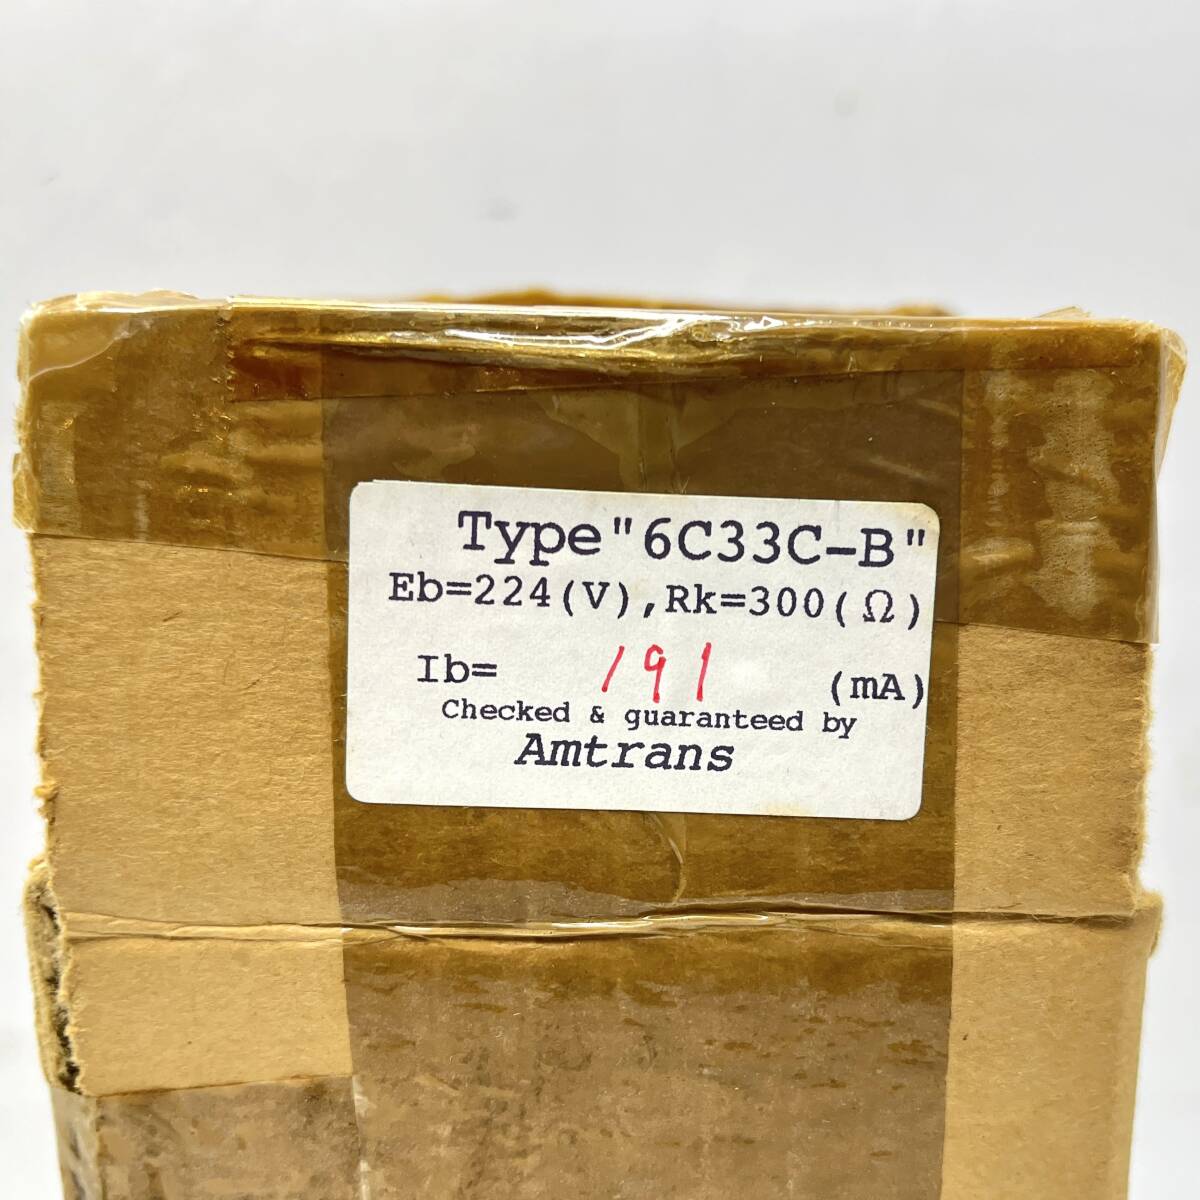 Type"6C33C-B"
Eb=224(V),Rk=300(Ω)
Ib= 191 (mA)
Checked & guaranteed by
Amtrans